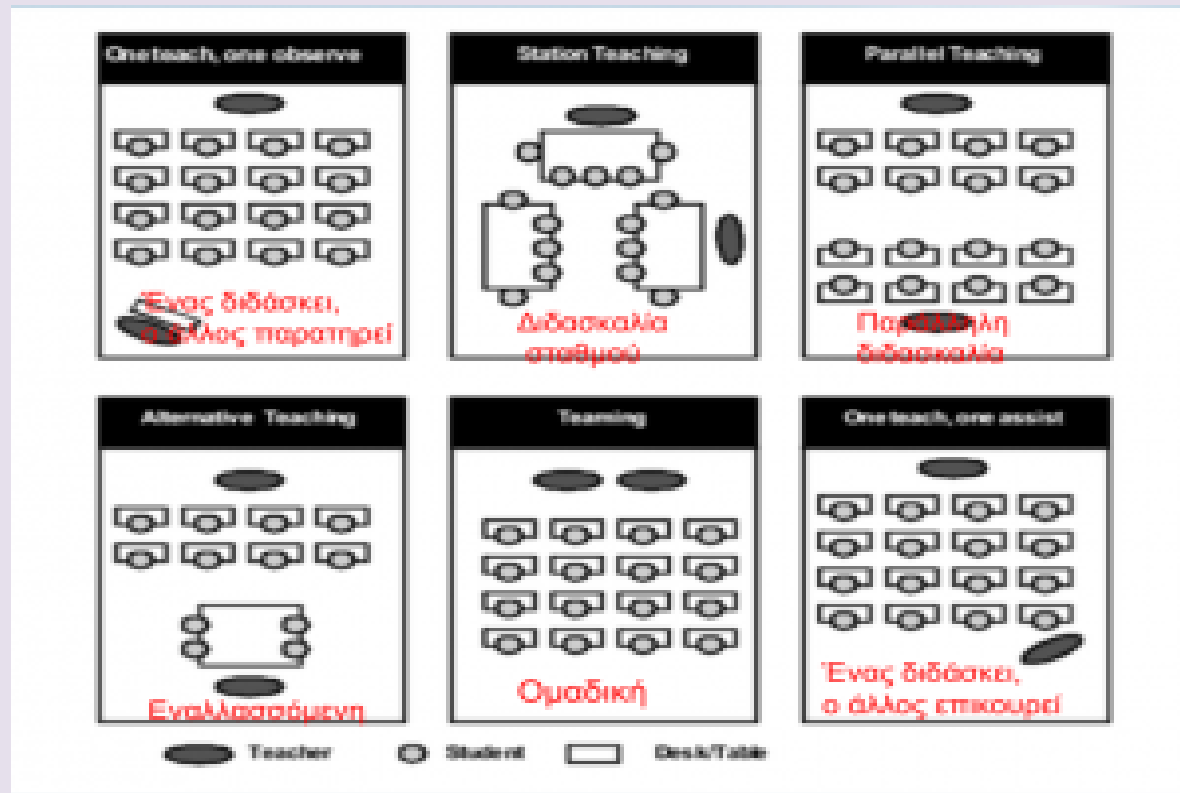 One teach, one observe
Station Teaching
Parallel Teaching
Ένας διδάσκει,
ο άλλος παρατηρεί
Διδασκαλία
σταθμού
Παράλληλη
διδασκαλία
Alternative Teaching
Teaming
One teach, one assist
Εναλλασσόμενη
Ομαδική
Ένας διδάσκει,
ο άλλος επικουρεί
Teacher
Student
Desk/Table